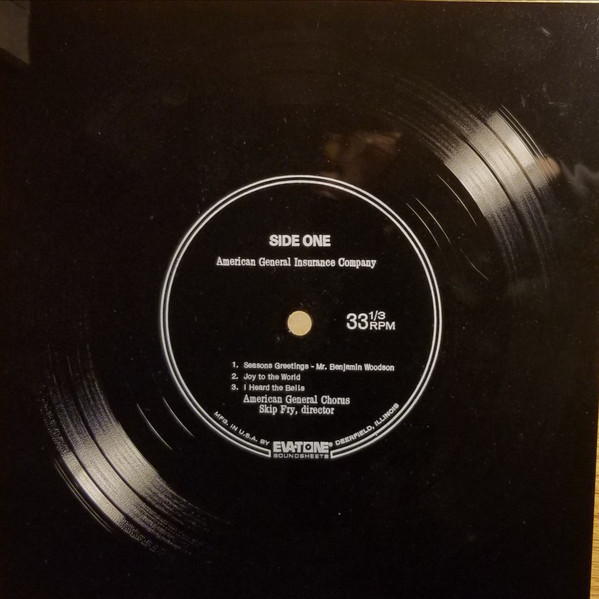 SIDE ONE
American General Insurance Company
33 1/3
RPM
1. Seasons Greetings - Mr. Benjamin Woodson
2. Joy to the World
3. I Heard the Bells
American General Chorus
Skip Fry, director
MFG. IN U.S.A. BY EVA-TONE® DEERFIELD, ILLINOIS
SOUNDSHEETS